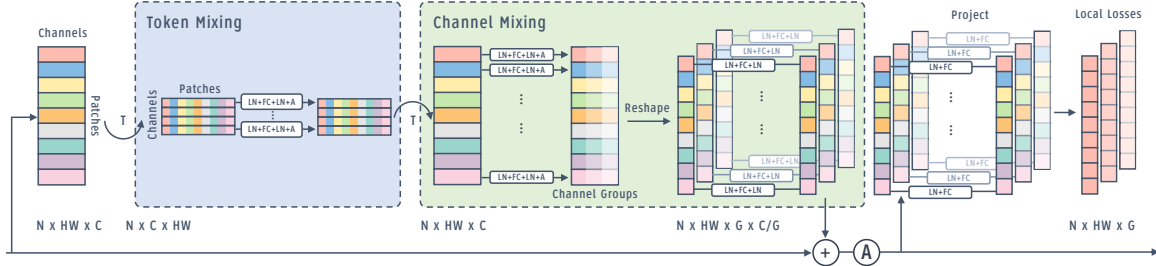 Token Mixing
Channel Mixing
Project
Local Losses
Channels
Patches
T
Channels
Patches
LN+FC+LN+A
LN+FC+LN+A
T
LN+FC+LN+A
LN+FC+LN+A
LN+FC+LN+A
Channel Groups
Reshape
LN+FC+LN
LN+FC+LN
LN+FC+LN
LN+FC+LN
LN+FC+LN
LN+FC+LN
LN+FC
LN+FC
LN+FC
LN+FC
LN+FC
LN+FC
N x HW x C
N x C x HW
N x HW x C
N x HW x G x C/G
N x HW x G
+
A